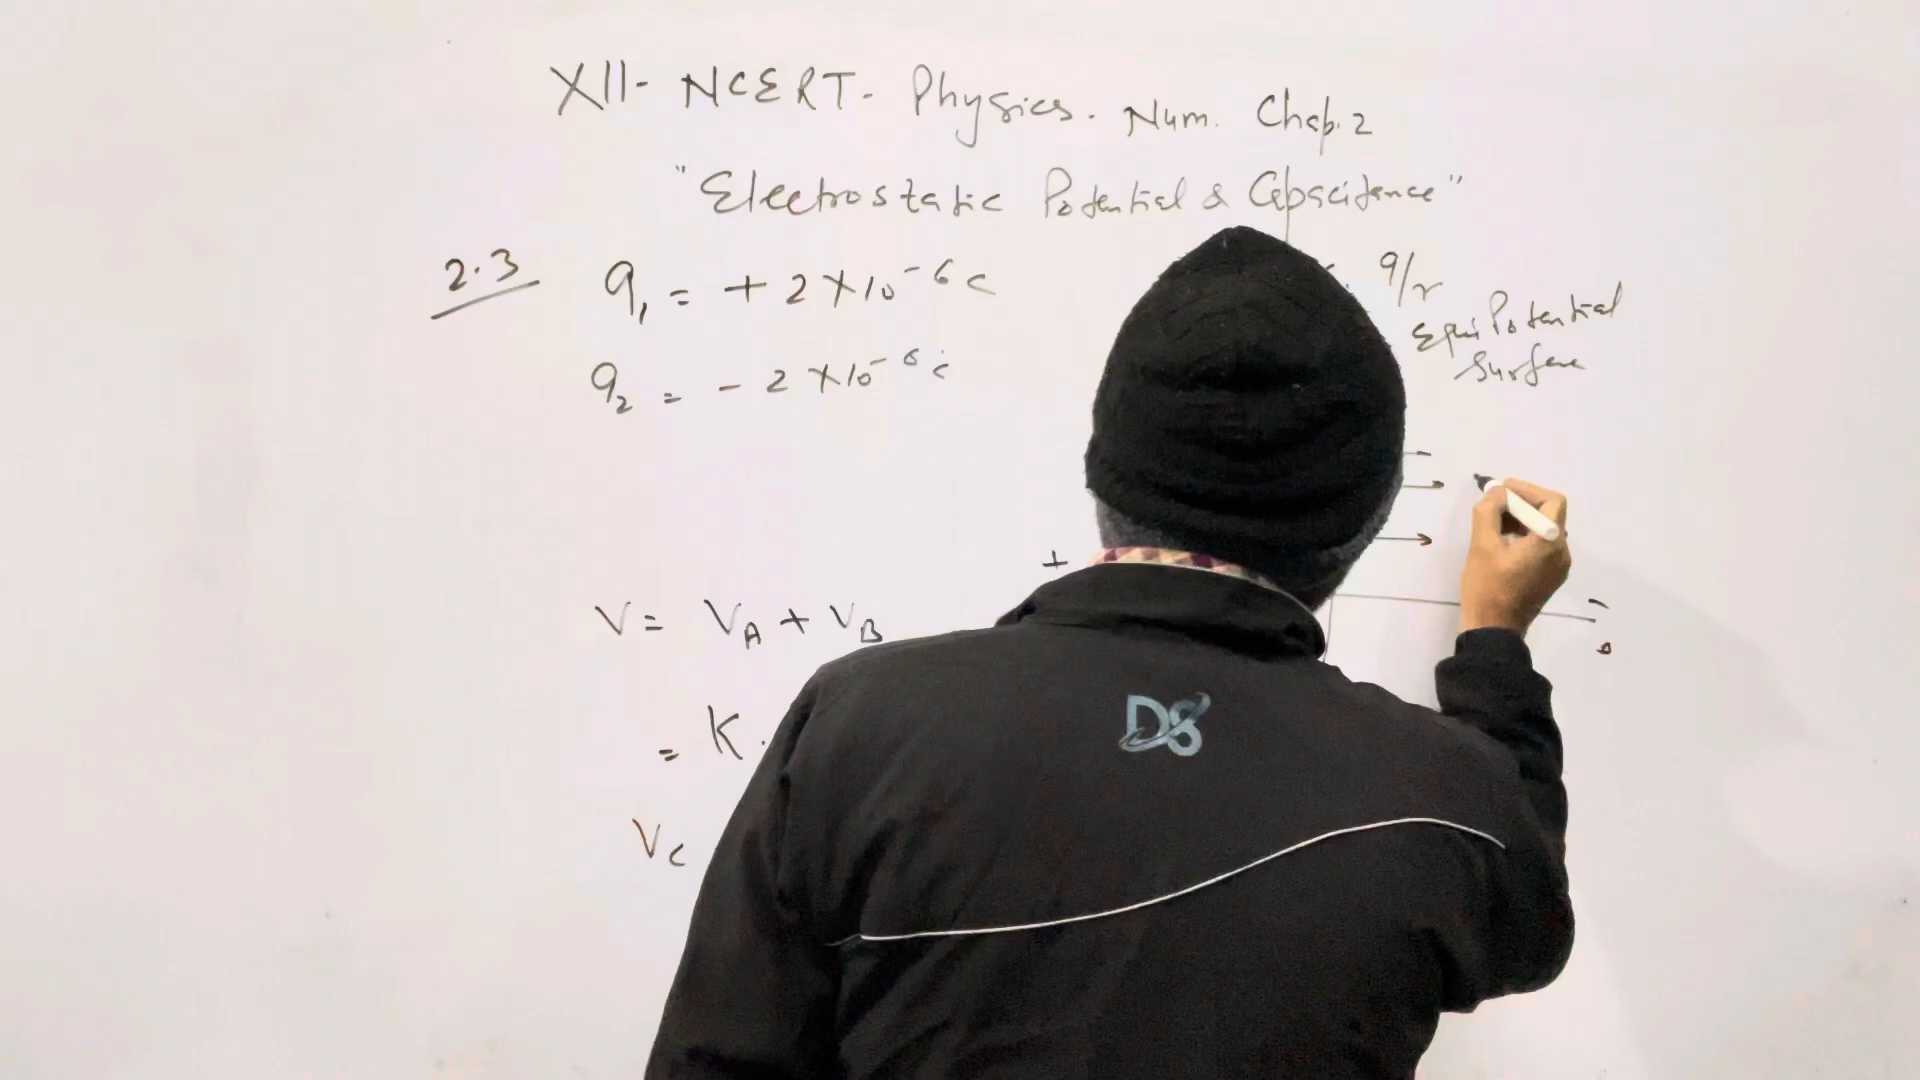 XII- NCERT- Physics. Num. Chap. 2
"Electrostatic Potential & Capacitance"
2.3
q₁ = + 2 × 10⁻⁶ C
q₂ = - 2 × 10⁻⁶ C
q/r
Equi Potential
Surface
+
V = V_A + V_B
= K.
V_C
DS